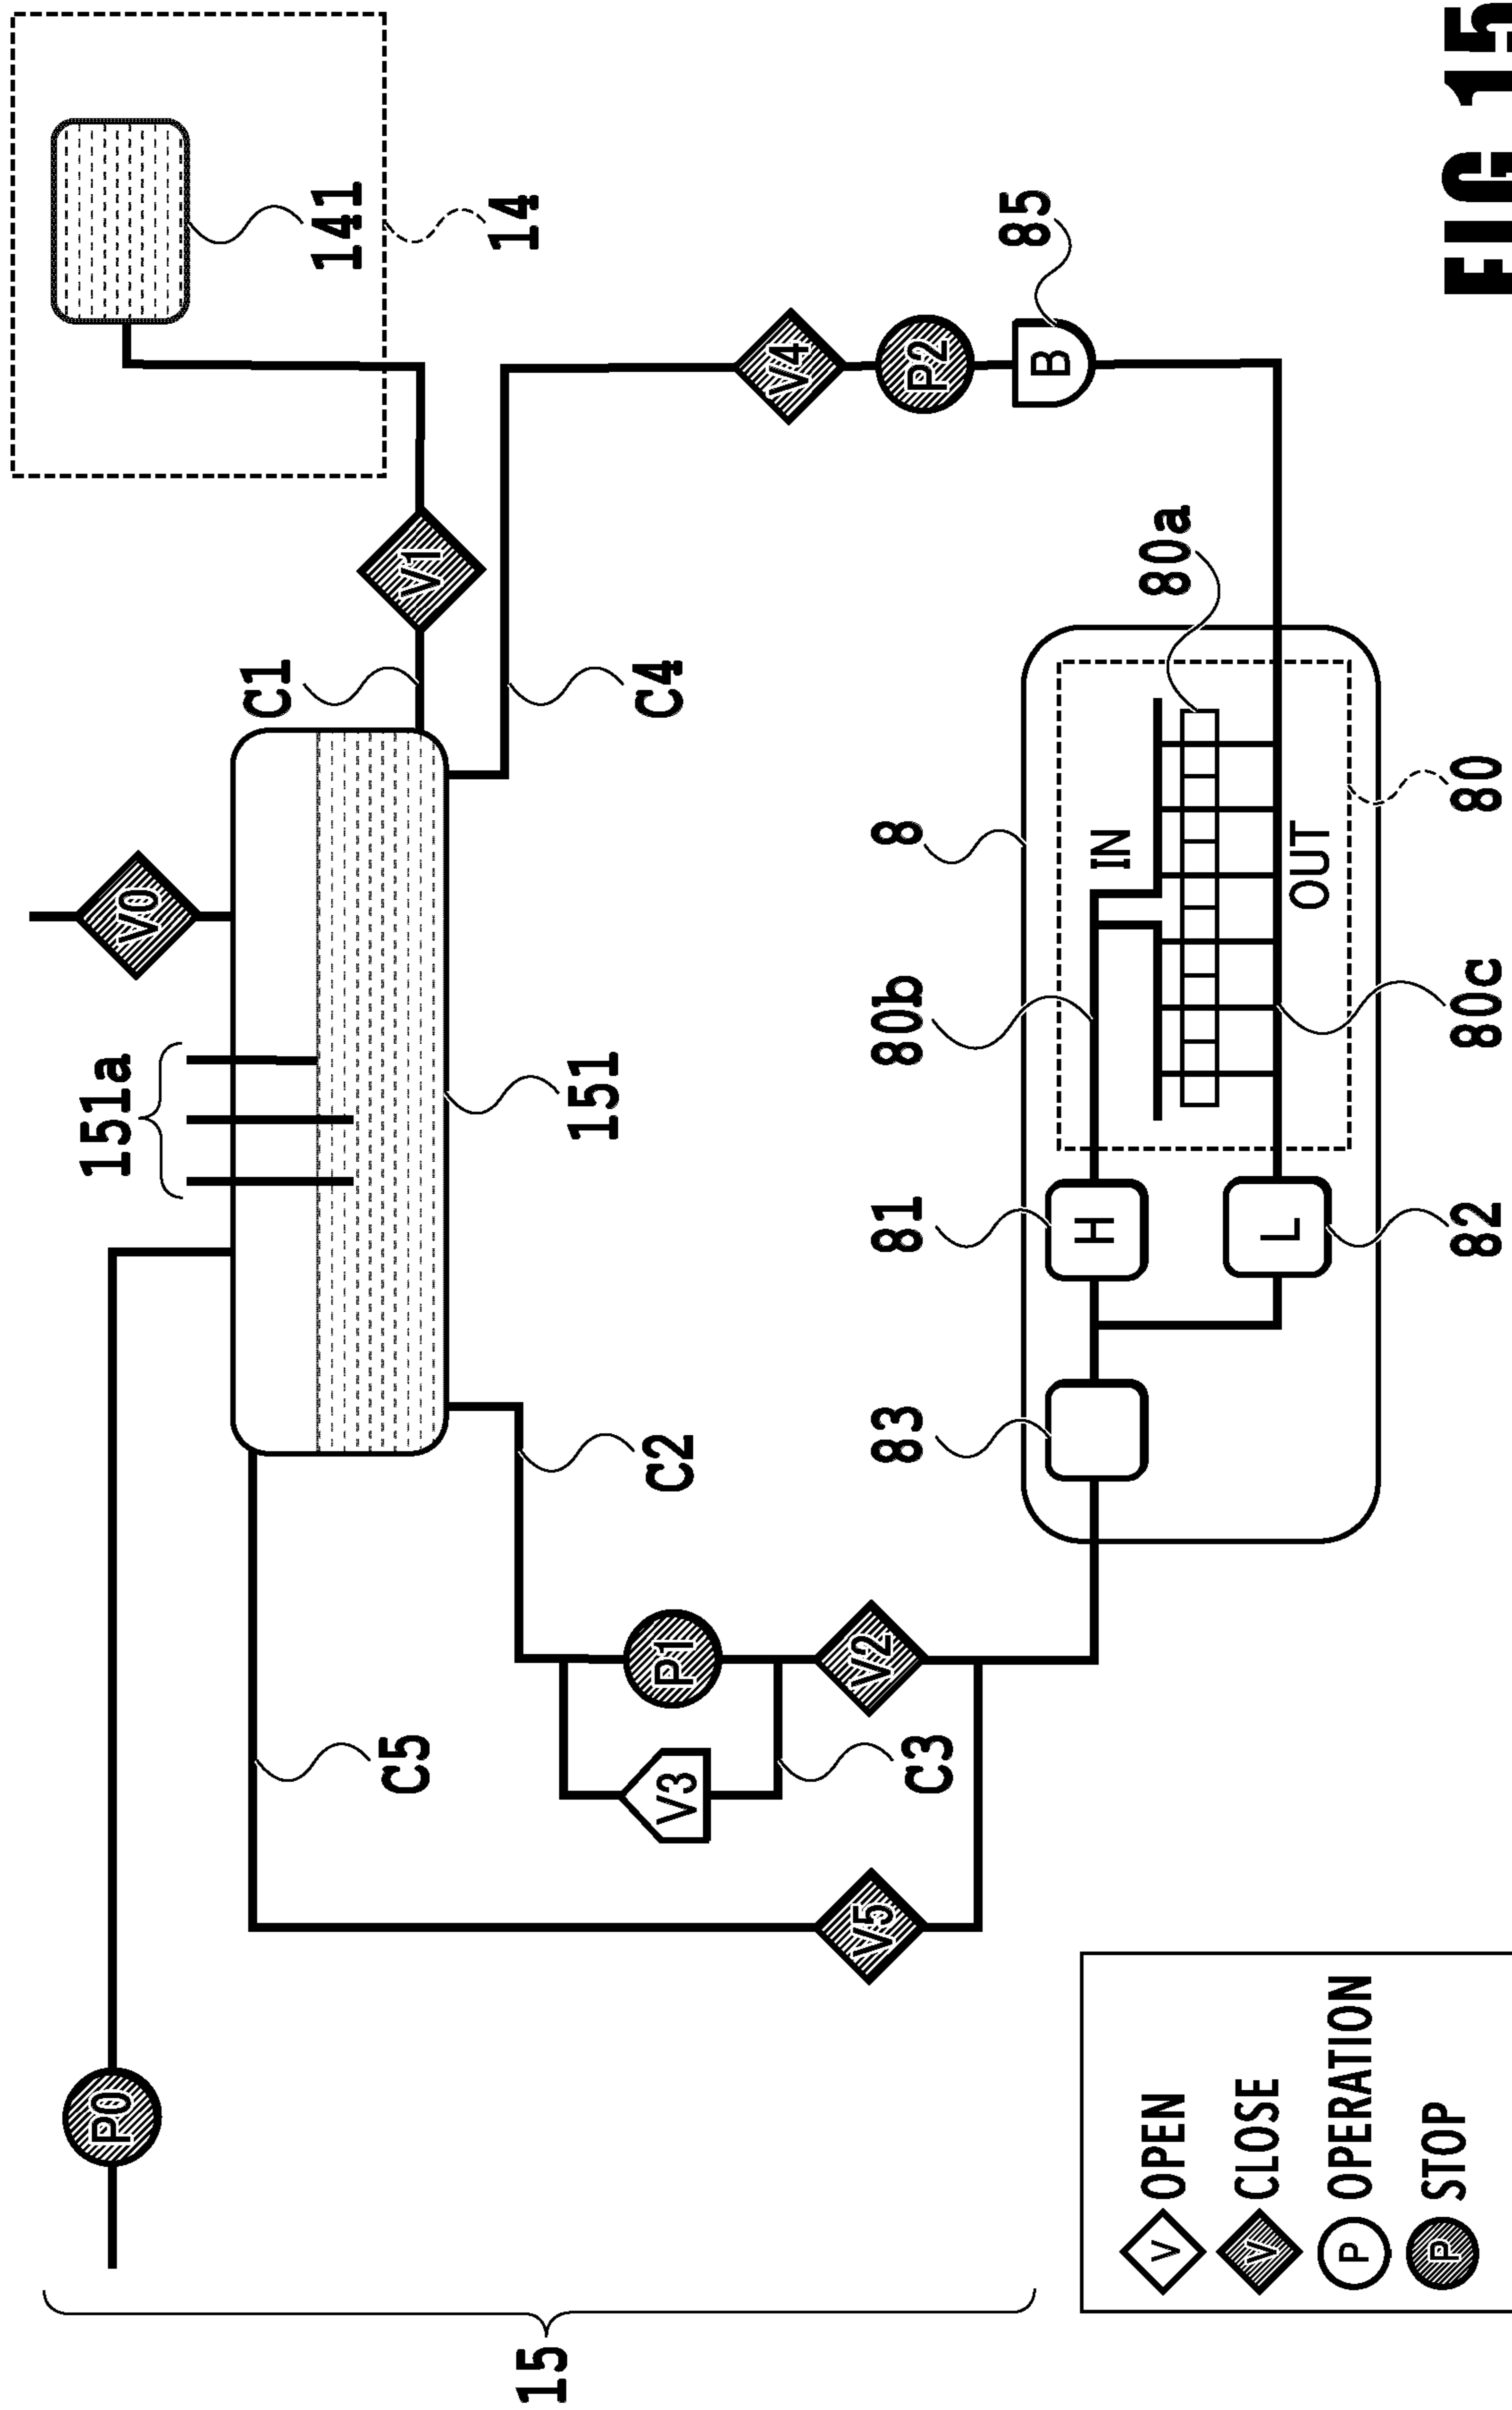 15
P0
151a
V0
141
14
C1
V1
C4
151
C5
C2
P1
V3
C3
V2
V5
V4
P2
B
85
8
80a
80b
IN
OUT
80
80c
81
H
83
L
82
V OPEN
V CLOSE
P OPERATION
P STOP
FIG.15